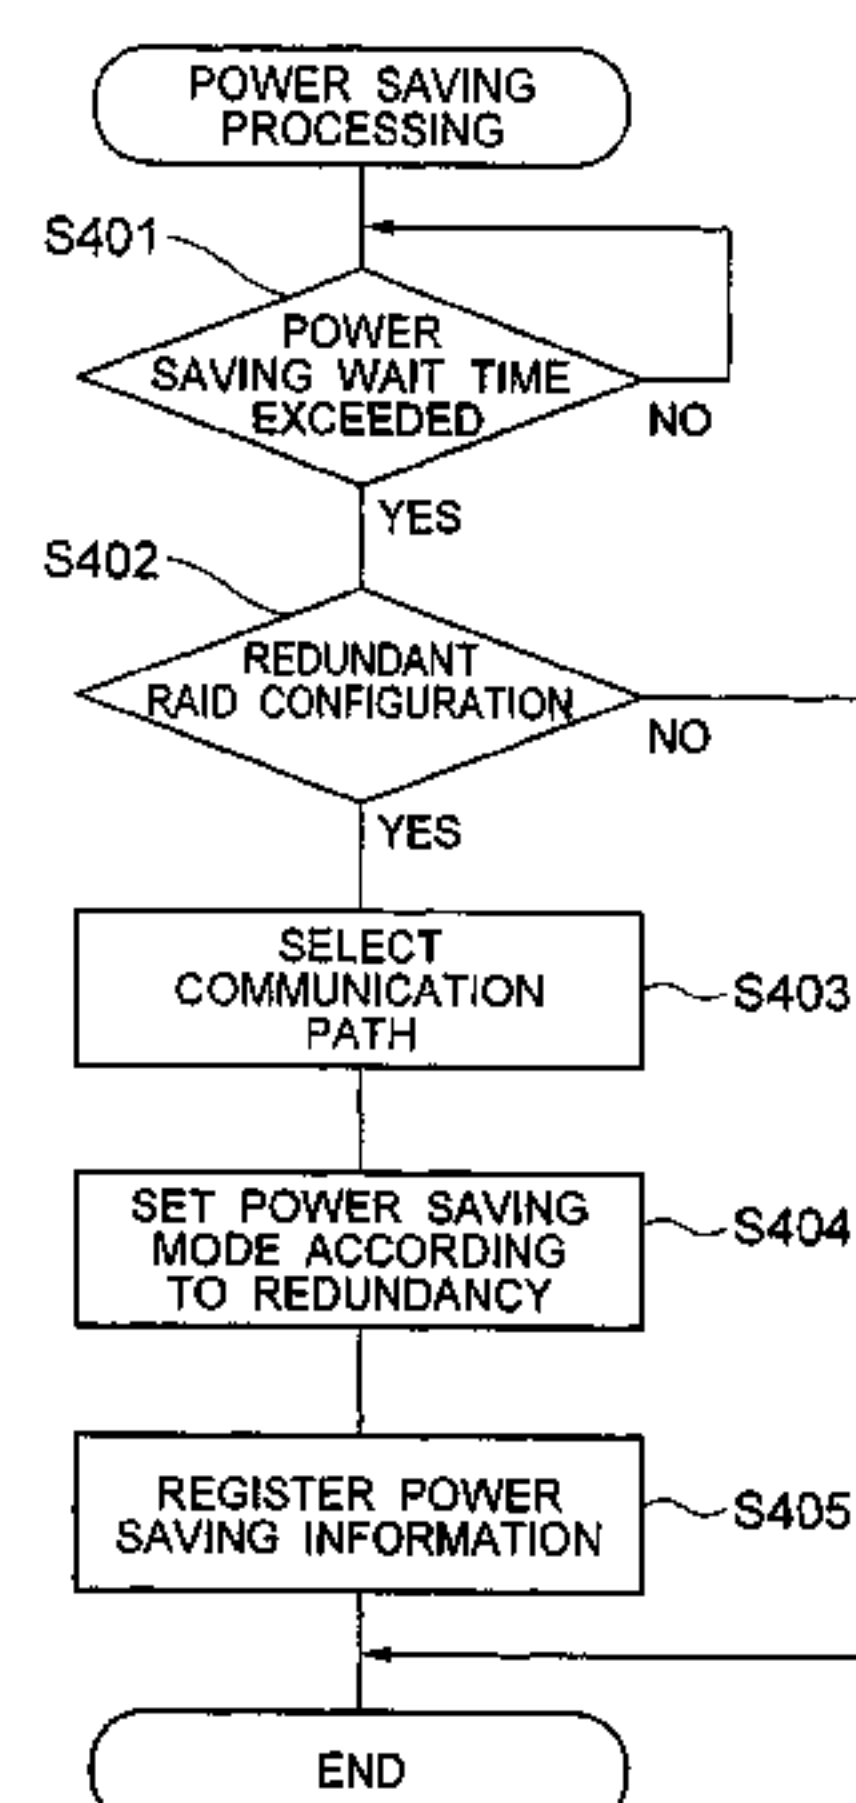 POWER SAVING
PROCESSING
S401
POWER
SAVING WAIT TIME
EXCEEDED
NO
YES
S402
REDUNDANT
RAID CONFIGURATION
NO
YES
SELECT
COMMUNICATION
PATH
S403
SET POWER SAVING
MODE ACCORDING
TO REDUNDANCY
S404
REGISTER POWER
SAVING INFORMATION
S405
END